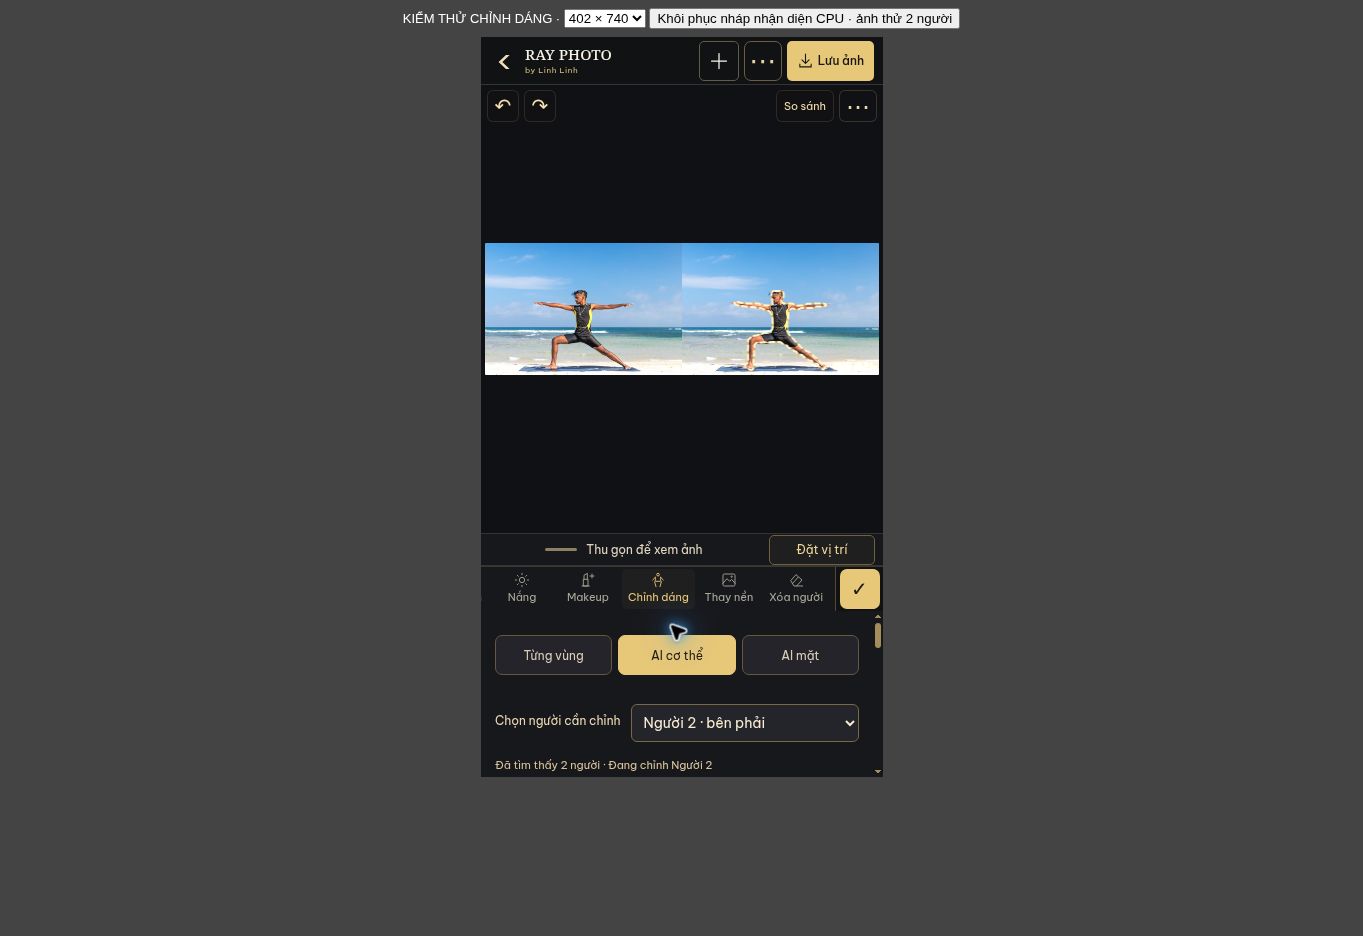 KIỂM THỬ CHỈNH DÁNG · 402 × 740 Khôi phục nháp nhận diện CPU · ảnh thử 2 người
RAY PHOTO
by Linh Linh
Lưu ảnh
So sánh
Thu gọn để xem ảnh
Đặt vị trí
Nắng
Makeup
Chỉnh dáng
Thay nền
Xóa người
Từng vùng
AI cơ thể
AI mặt
Chọn người cần chỉnh
Người 2 · bên phải
Đã tìm thấy 2 người · Đang chỉnh Người 2